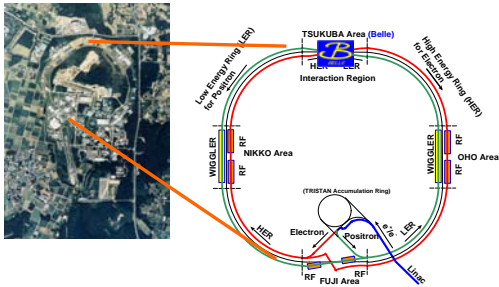 TSUKUBA Area (Belle)
B
BELLE
HER LER
Interaction Region
Low Energy Ring (LER)
for Positron
High Energy Ring (HER)
for Electron
WIGGLER
RF
RF
NIKKO Area
WIGGLER
RF
RF
OHO Area
(TRISTAN Accumulation Ring)
Electron
Positron
e+/e-
HER
LER
Linac
RF
RF
FUJI Area